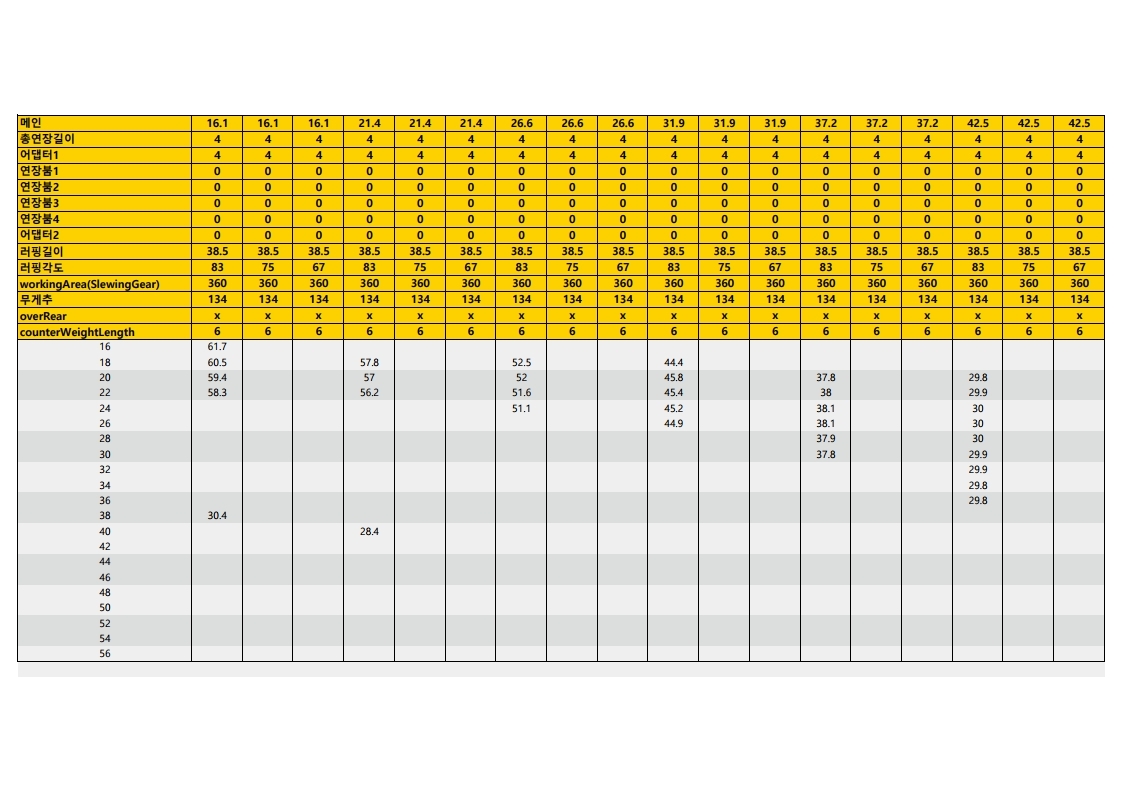 메인 16.1 16.1 16.1 21.4 21.4 21.4 26.6 26.6 26.6 31.9 31.9 31.9 37.2 37.2 37.2 42.5 42.5 42.5
총연장길이 4 4 4 4 4 4 4 4 4 4 4 4 4 4 4 4 4 4
어댑터1 4 4 4 4 4 4 4 4 4 4 4 4 4 4 4 4 4 4
연장붐1 0 0 0 0 0 0 0 0 0 0 0 0 0 0 0 0 0 0
연장붐2 0 0 0 0 0 0 0 0 0 0 0 0 0 0 0 0 0 0
연장붐3 0 0 0 0 0 0 0 0 0 0 0 0 0 0 0 0 0 0
연장붐4 0 0 0 0 0 0 0 0 0 0 0 0 0 0 0 0 0 0
어댑터2 0 0 0 0 0 0 0 0 0 0 0 0 0 0 0 0 0 0
러핑길이 38.5 38.5 38.5 38.5 38.5 38.5 38.5 38.5 38.5 38.5 38.5 38.5 38.5 38.5 38.5 38.5 38.5 38.5
러핑각도 83 75 67 83 75 67 83 75 67 83 75 67 83 75 67 83 75 67
workingArea(SlewingGear) 360 360 360 360 360 360 360 360 360 360 360 360 360 360 360 360 360 360
무게추 134 134 134 134 134 134 134 134 134 134 134 134 134 134 134 134 134 134
overRear x x x x x x x x x x x x x x x x x x
counterWeightLength 6 6 6 6 6 6 6 6 6 6 6 6 6 6 6 6 6 6
16 61.7
18 60.5 57.8 52.5 44.4
20 59.4 57 52 45.8 37.8 29.8
22 58.3 56.2 51.6 45.4 38 29.9
24 51.1 45.2 38.1 30
26 44.9 38.1 30
28 37.9 30
30 37.8 29.9
32 29.9
34 29.8
36 29.8
38 30.4
40 28.4
42
44
46
48
50
52
54
56